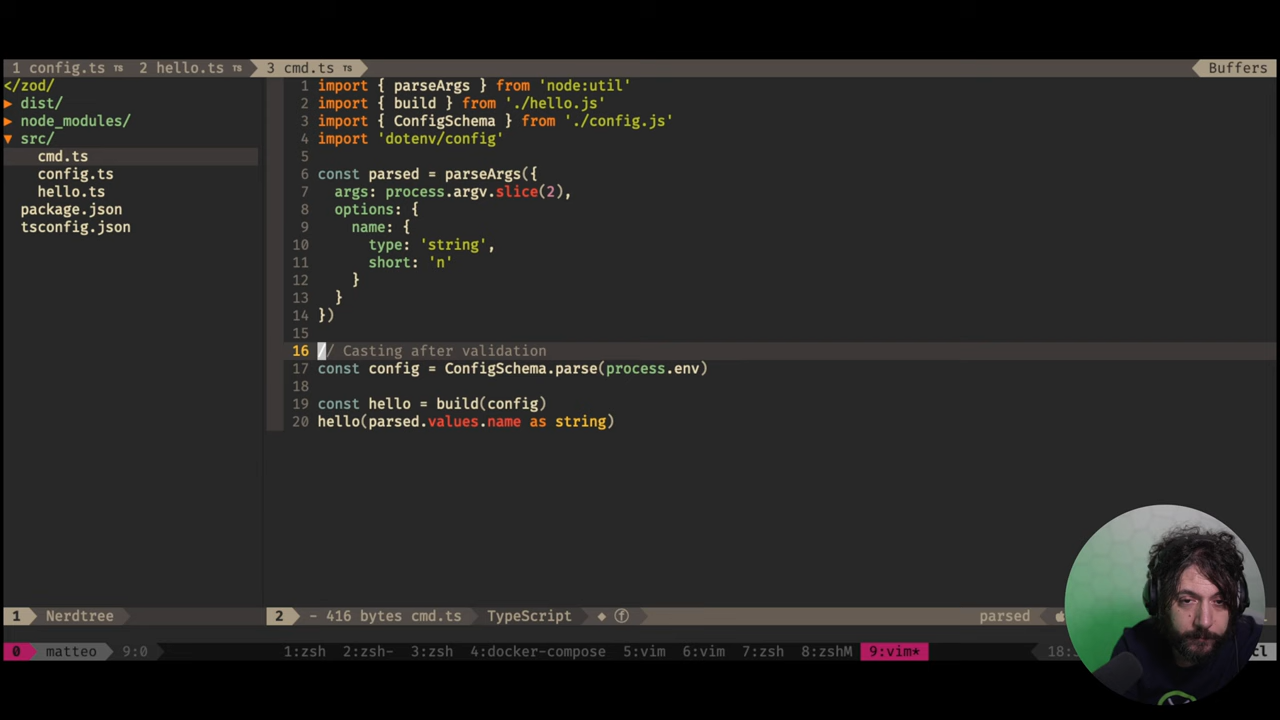 1 config.ts TS 2 hello.ts TS 3 cmd.ts TS Buffers
</zod/
▸ dist/
▸ node_modules/
▾ src/
cmd.ts
config.ts
hello.ts
package.json
tsconfig.json
1 import { parseArgs } from 'node:util'
2 import { build } from './hello.js'
3 import { ConfigSchema } from './config.js'
4 import 'dotenv/config'
5
6 const parsed = parseArgs({
7 args: process.argv.slice(2),
8 options: {
9 name: {
10 type: 'string',
11 short: 'n'
12 }
13 }
14 })
15
16 // Casting after validation
17 const config = ConfigSchema.parse(process.env)
18
19 const hello = build(config)
20 hello(parsed.values.name as string)
1 Nerdtree 2 - 416 bytes cmd.ts TypeScript ◆ ⓕ parsed
0 matteo 9:0 1:zsh 2:zsh- 3:zsh 4:docker-compose 5:vim 6:vim 7:zsh 8:zshM 9:vim*